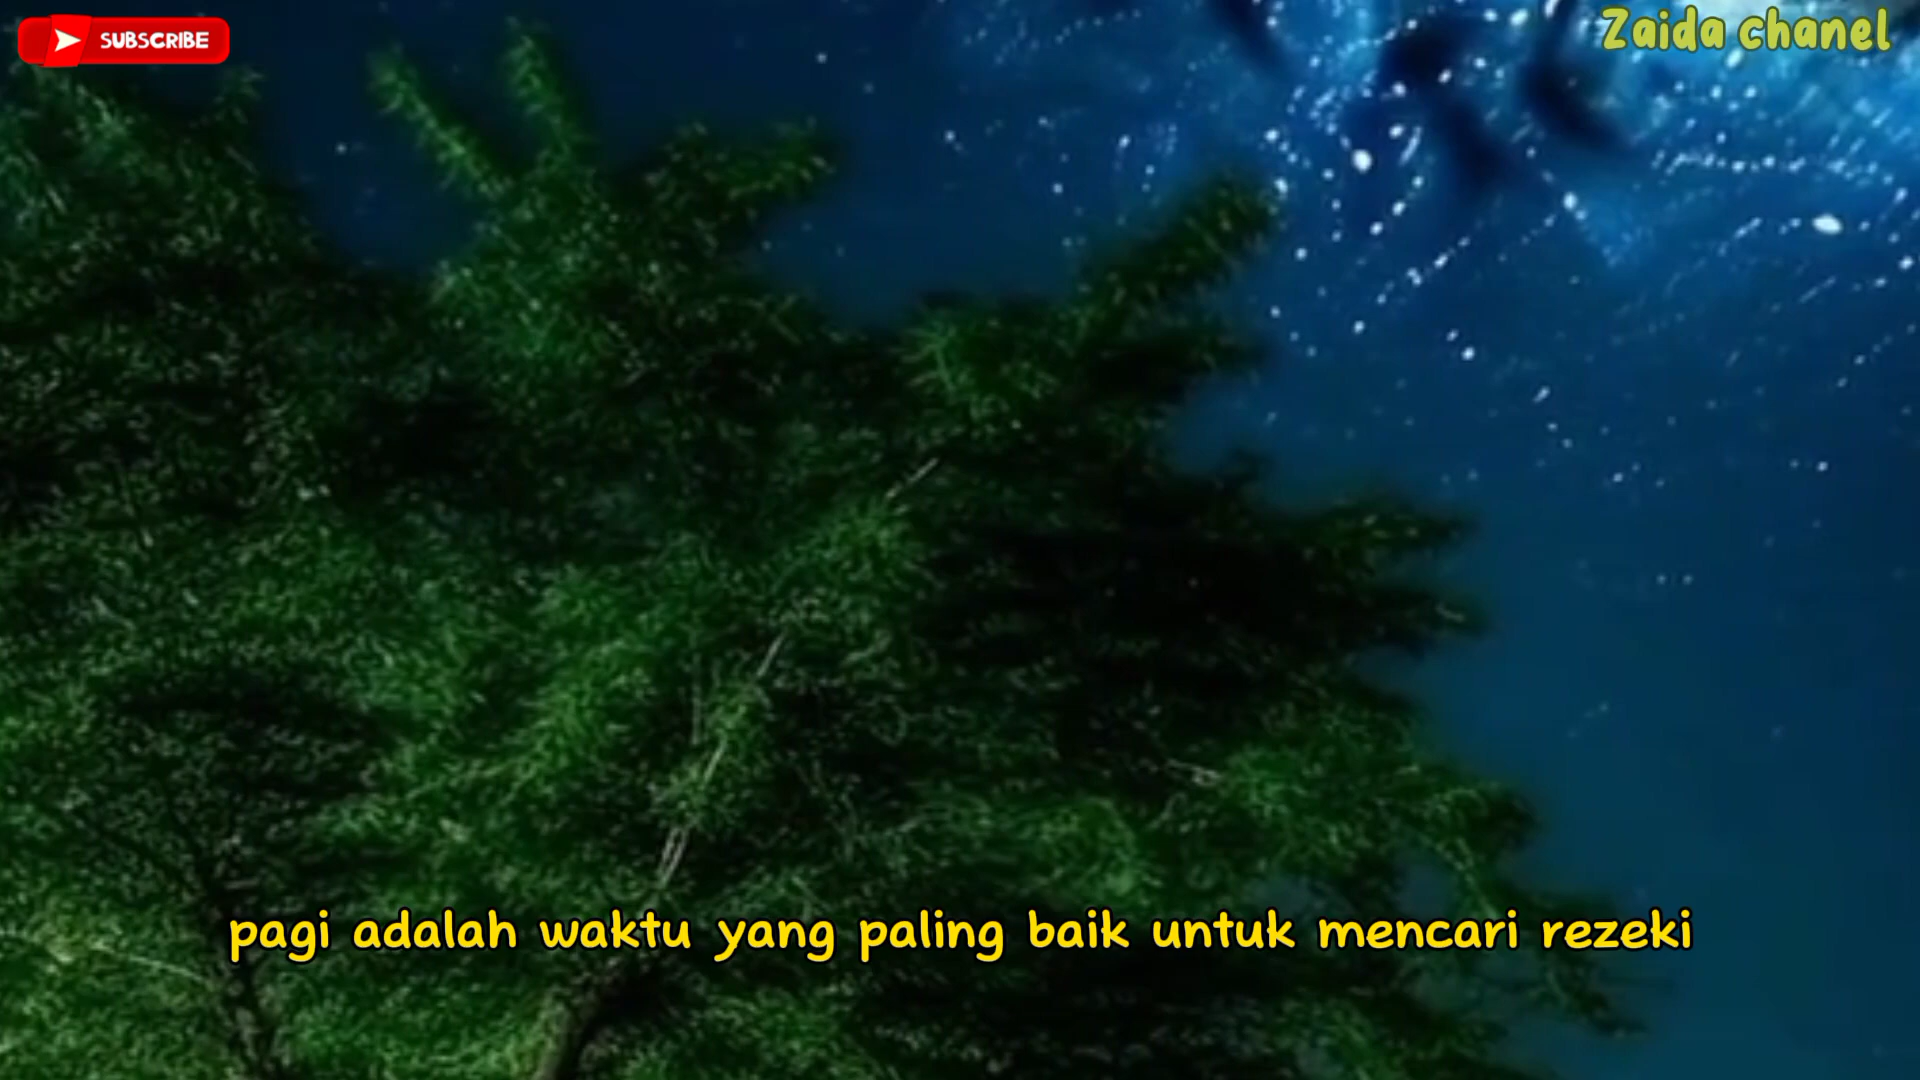 SUBSCRIBE
Zaida chanel
pagi adalah waktu yang paling baik untuk mencari rezeki